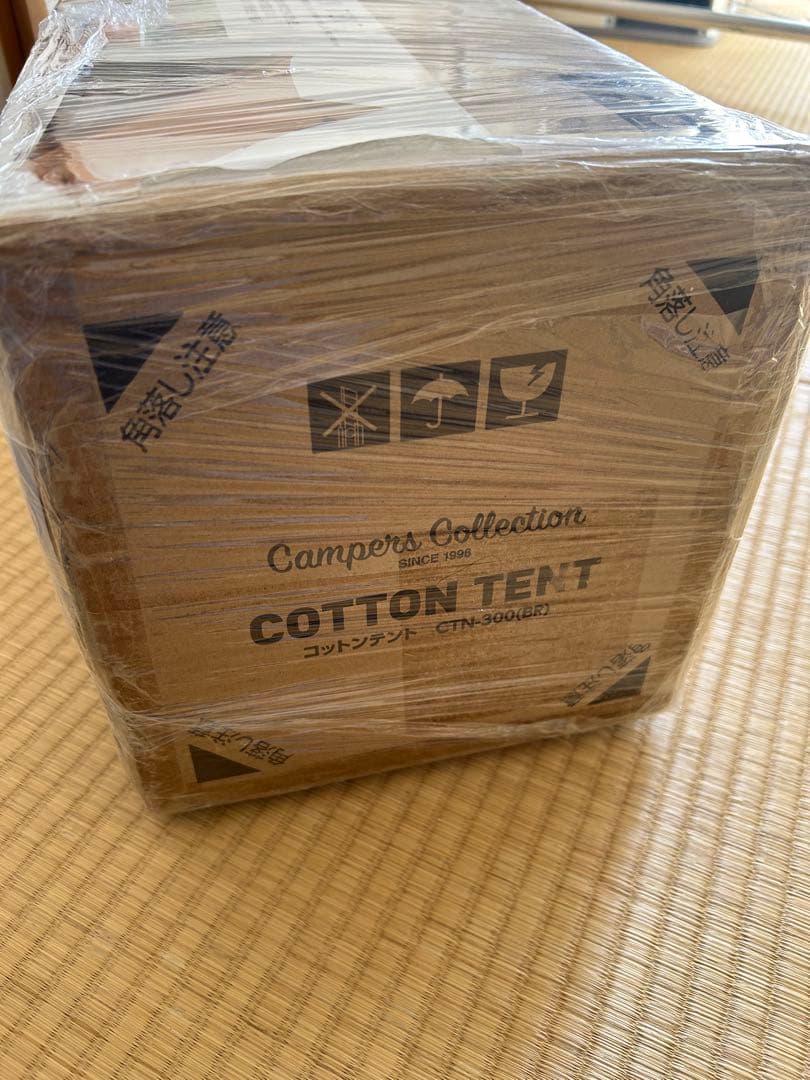 角落し注意
角落し注意
Campers Collection
SINCE 1996
COTTON TENT
コットンテント CTN-300(BR)
角落し注意
角落し注意